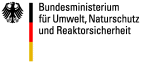 Bundesministerium
für Umwelt, Naturschutz
und Reaktorsicherheit